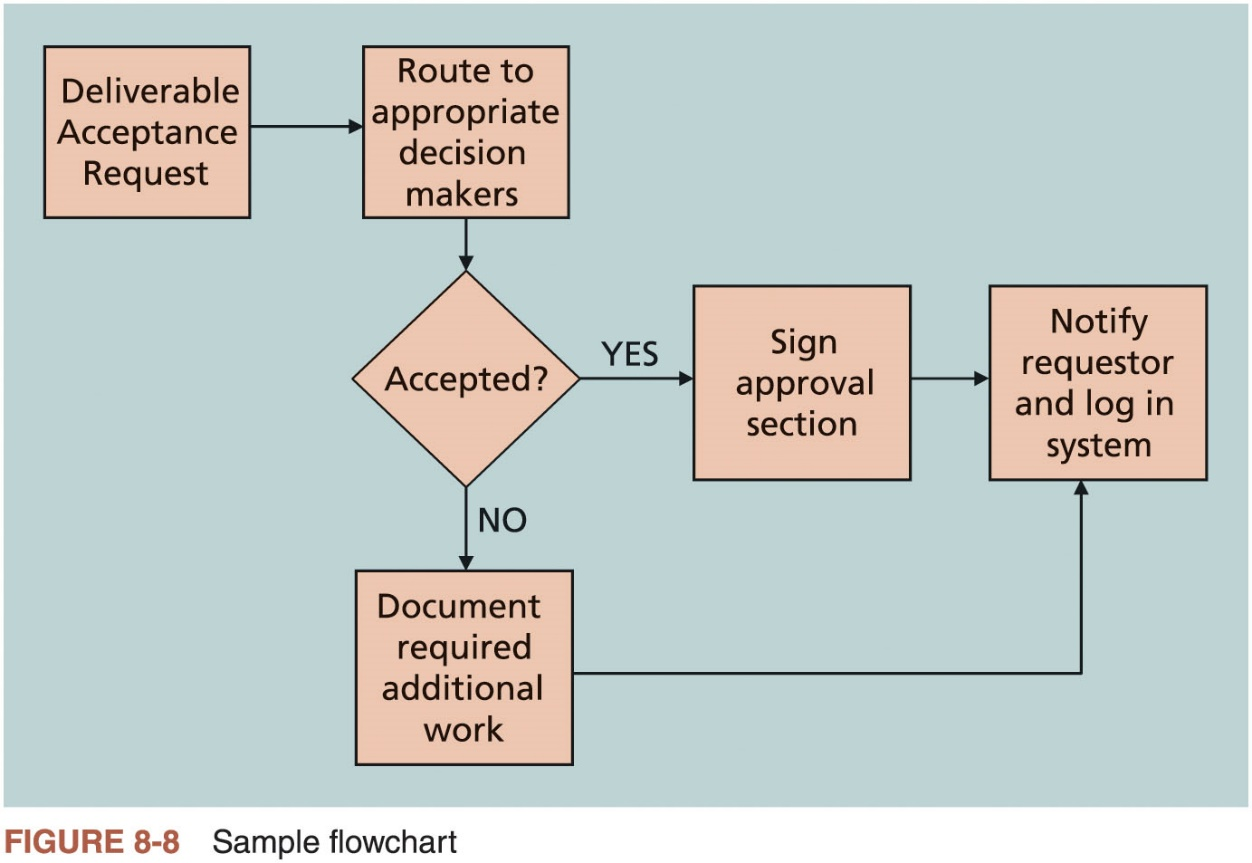 Deliverable
Acceptance
Request
Route to
appropriate
decision
makers
Accepted?
YES
Sign
approval
section
Notify
requestor
and log in
system
NO
Document
required
additional
work
FIGURE 8-8 Sample flowchart